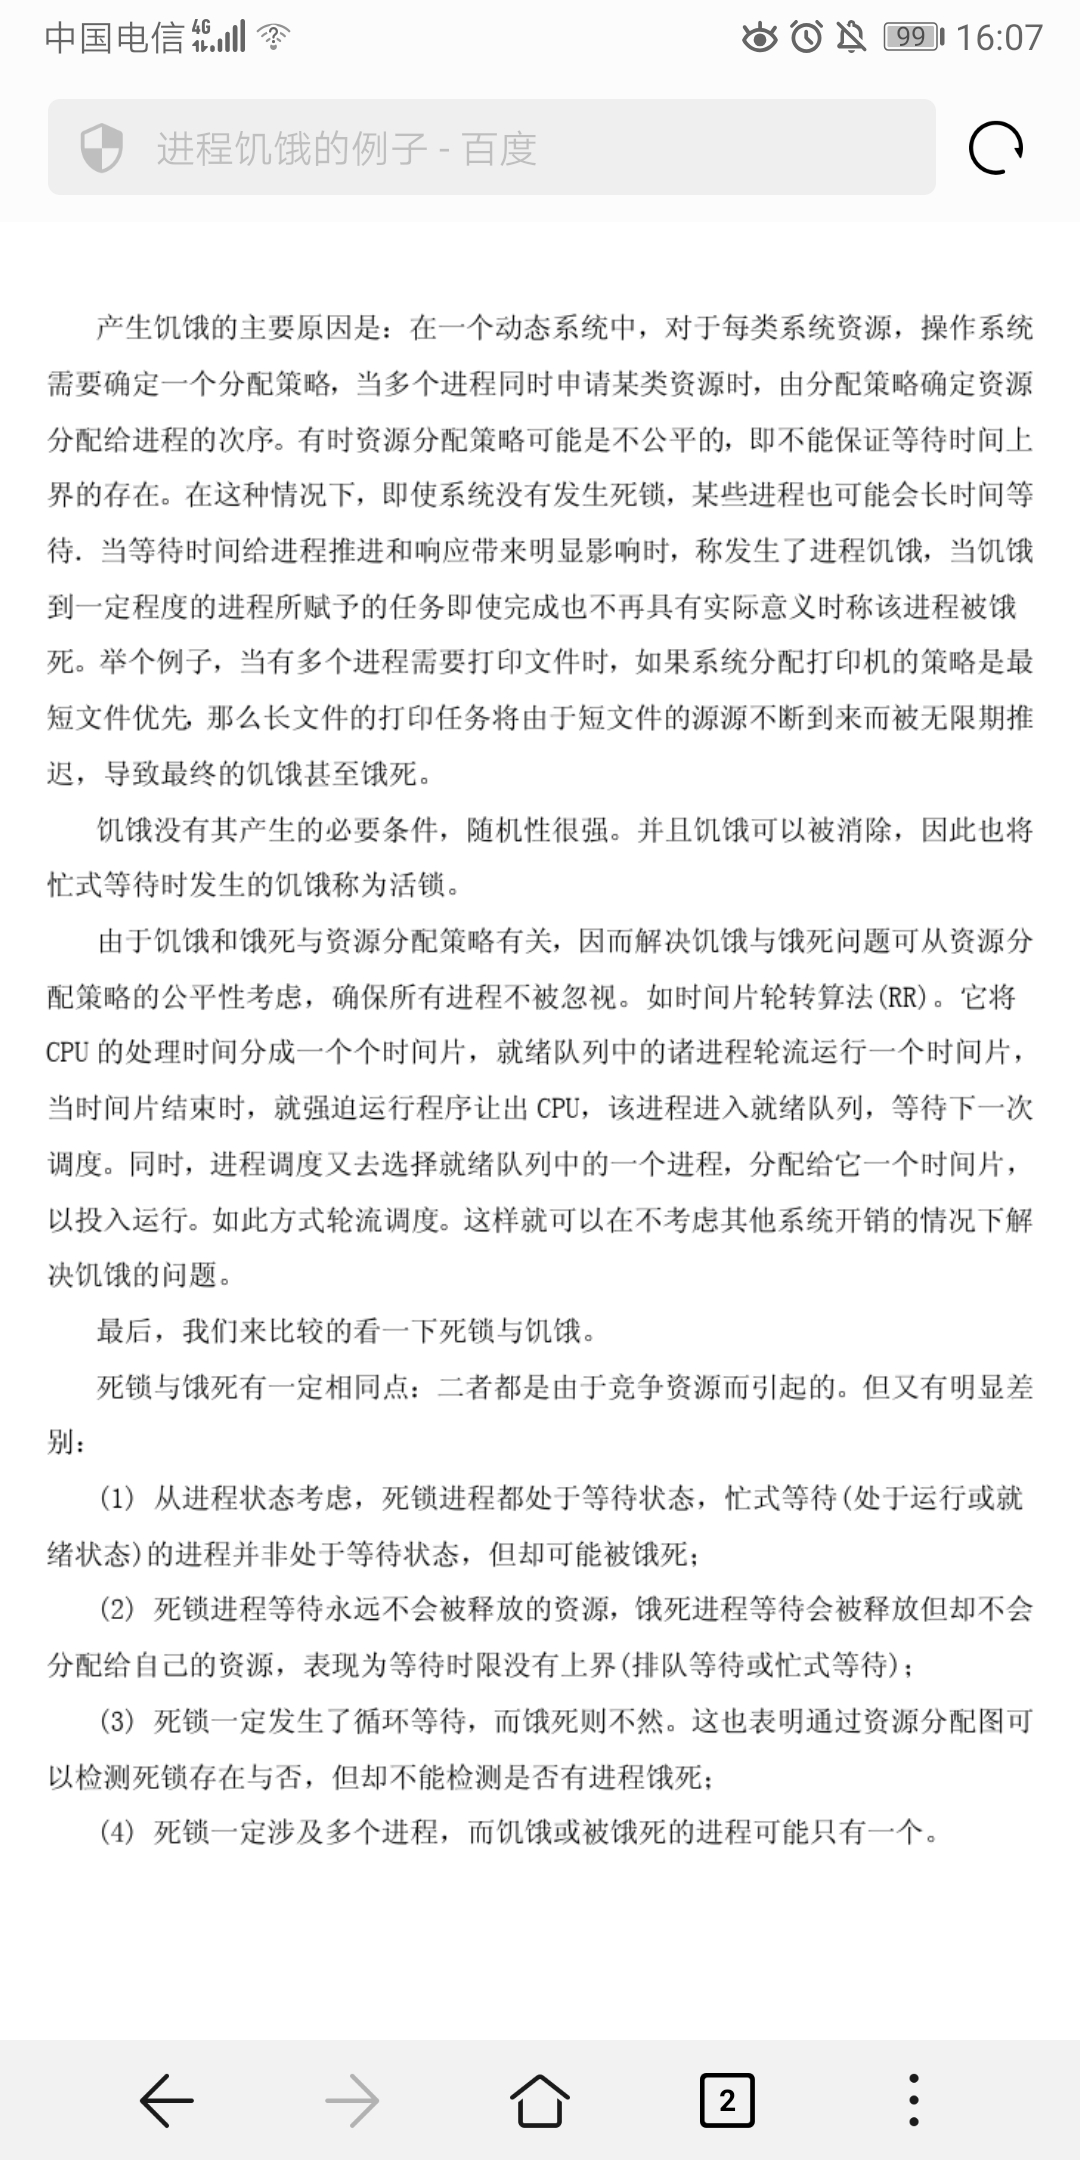 中国电信 4G 99 16:07
进程饥饿的例子 - 百度
产生饥饿的主要原因是：在一个动态系统中，对于每类系统资源，操作系统
需要确定一个分配策略，当多个进程同时申请某类资源时，由分配策略确定资源
分配给进程的次序。有时资源分配策略可能是不公平的，即不能保证等待时间上
界的存在。在这种情况下，即使系统没有发生死锁，某些进程也可能会长时间等
待．当等待时间给进程推进和响应带来明显影响时，称发生了进程饥饿，当饥饿
到一定程度的进程所赋予的任务即使完成也不再具有实际意义时称该进程被饿
死。举个例子，当有多个进程需要打印文件时，如果系统分配打印机的策略是最
短文件优先，那么长文件的打印任务将由于短文件的源源不断到来而被无限期推
迟，导致最终的饥饿甚至饿死。
饥饿没有其产生的必要条件，随机性很强。并且饥饿可以被消除，因此也将
忙式等待时发生的饥饿称为活锁。
由于饥饿和饿死与资源分配策略有关，因而解决饥饿与饿死问题可从资源分
配策略的公平性考虑，确保所有进程不被忽视。如时间片轮转算法(RR)。它将
CPU 的处理时间分成一个个时间片，就绪队列中的诸进程轮流运行一个时间片，
当时间片结束时，就强迫运行程序让出 CPU，该进程进入就绪队列，等待下一次
调度。同时，进程调度又去选择就绪队列中的一个进程，分配给它一个时间片，
以投入运行。如此方式轮流调度。这样就可以在不考虑其他系统开销的情况下解
决饥饿的问题。
最后，我们来比较的看一下死锁与饥饿。
死锁与饿死有一定相同点：二者都是由于竞争资源而引起的。但又有明显差
别：
(1) 从进程状态考虑，死锁进程都处于等待状态，忙式等待(处于运行或就
绪状态)的进程并非处于等待状态，但却可能被饿死；
(2) 死锁进程等待永远不会被释放的资源，饿死进程等待会被释放但却不会
分配给自己的资源，表现为等待时限没有上界(排队等待或忙式等待)；
(3) 死锁一定发生了循环等待，而饿死则不然。这也表明通过资源分配图可
以检测死锁存在与否，但却不能检测是否有进程饿死；
(4) 死锁一定涉及多个进程，而饥饿或被饿死的进程可能只有一个。
2